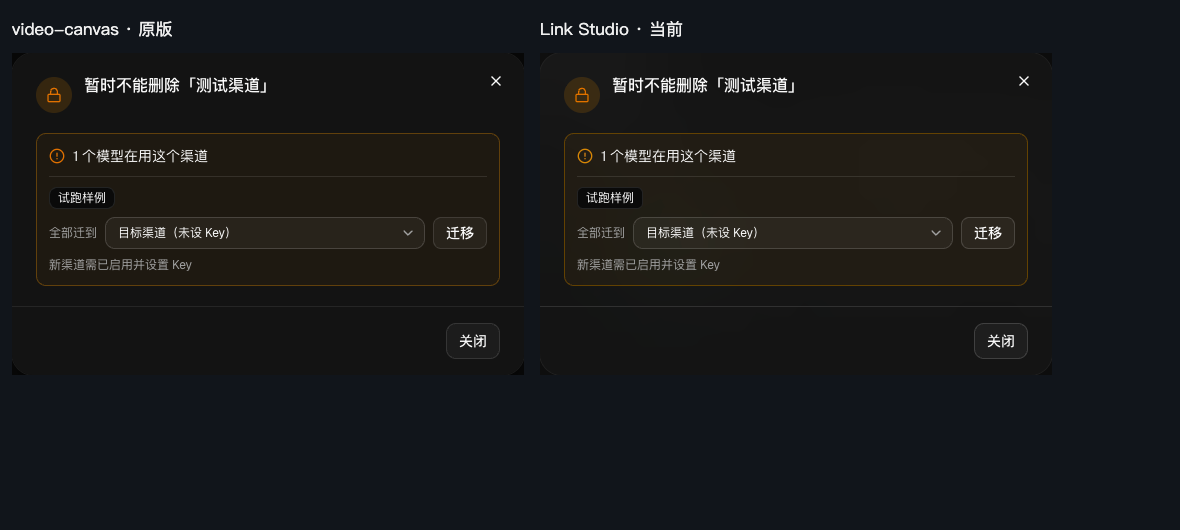 video-canvas · 原版
暂时不能删除「测试渠道」
1 个模型在用这个渠道
试跑样例
全部迁到 目标渠道（未设 Key） 迁移
新渠道需已启用并设置 Key
关闭
Link Studio · 当前
暂时不能删除「测试渠道」
1 个模型在用这个渠道
试跑样例
全部迁到 目标渠道（未设 Key） 迁移
新渠道需已启用并设置 Key
关闭